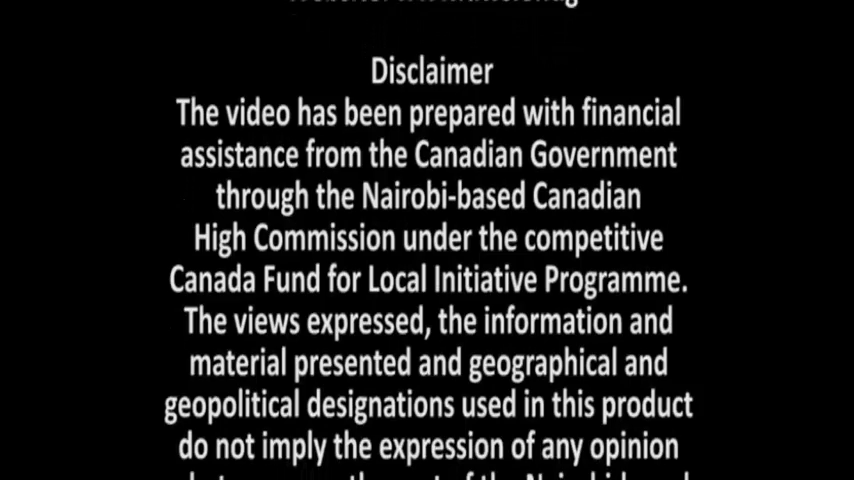 Disclaimer
The video has been prepared with financial
assistance from the Canadian Government
through the Nairobi-based Canadian
High Commission under the competitive
Canada Fund for Local Initiative Programme.
The views expressed, the information and
material presented and geographical and
geopolitical designations used in this product
do not imply the expression of any opinion